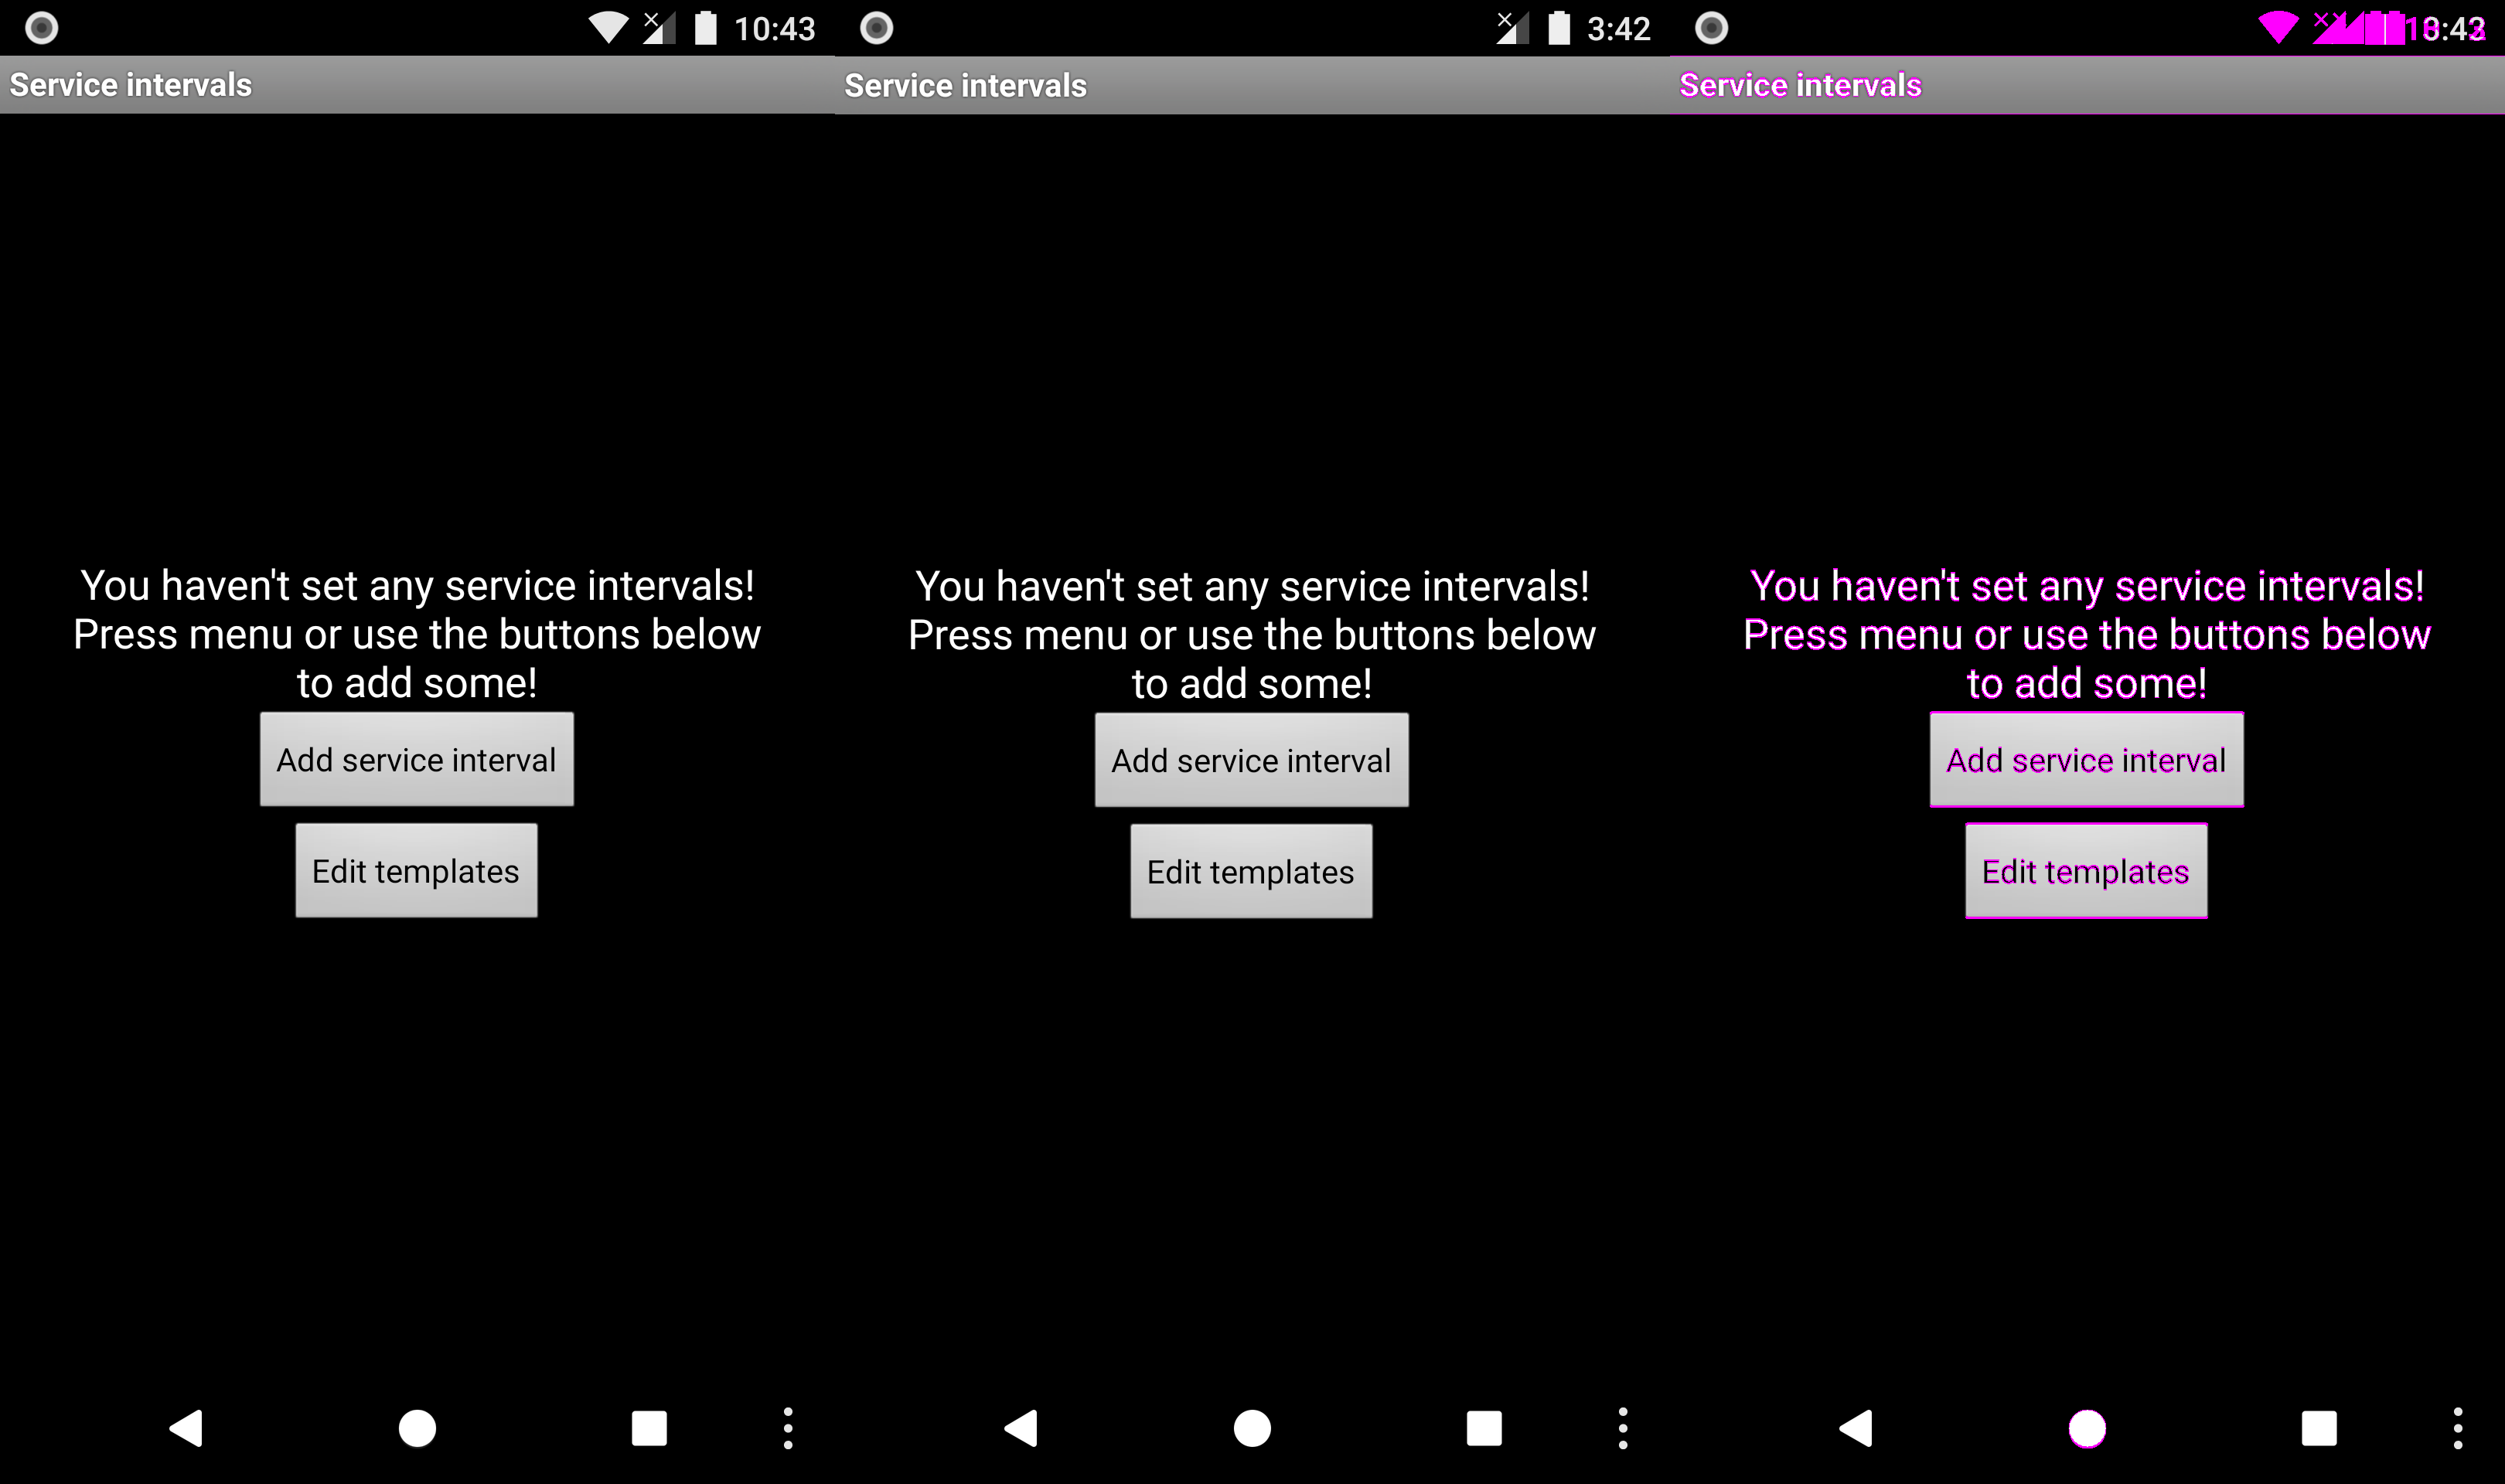 10:43
Service intervals
You haven't set any service intervals!
Press menu or use the buttons below
to add some!
Add service interval
Edit templates
3:42
Service intervals
You haven't set any service intervals!
Press menu or use the buttons below
to add some!
Add service interval
Edit templates
Service intervals
You haven't set any service intervals!
Press menu or use the buttons below
to add some!
Add service interval
Edit templates